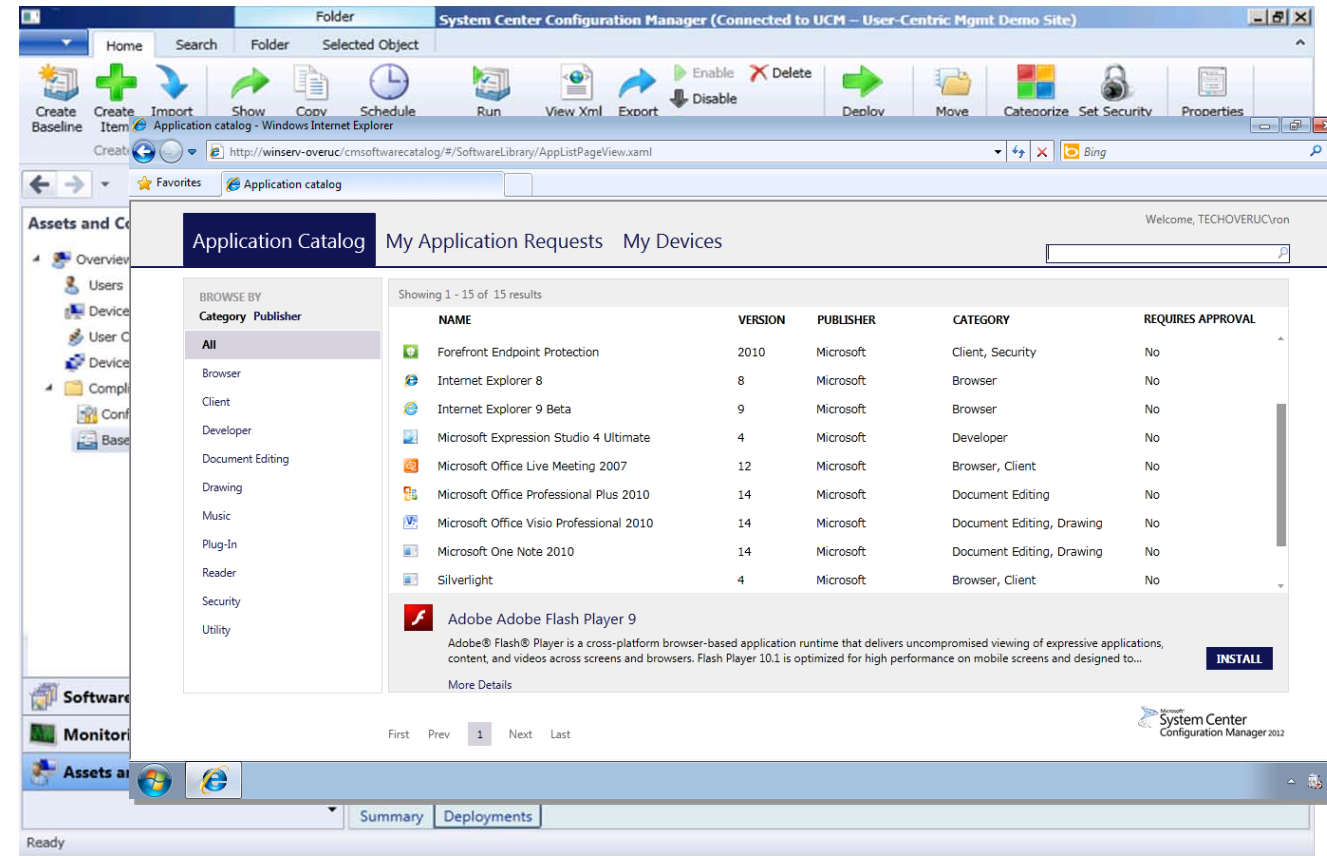 Folder
System Center Configuration Manager (Connected to UCM – User-Centric Mgmt Demo Site)
Home Search Folder Selected Object
Enable Delete
Disable
Create Create Import Show Copy Schedule Run View Xml Export Deploy Move Categorize Set Security Properties
Baseline Item
Application catalog - Windows Internet Explorer
Creat
http://winserv-overuc/cmsoftwarecatalog/#/SoftwareLibrary/AppListPageView.xaml
Bing
Favorites Application catalog
Welcome, TECHOVERUC\ron
Application Catalog My Application Requests My Devices
Assets and Co
Overview
Users
Device
User C
Device
Compli
Conf
Base
BROWSE BY
Category Publisher
All
Browser
Client
Developer
Document Editing
Drawing
Music
Plug-In
Reader
Security
Utility
Showing 1 - 15 of 15 results
NAME VERSION PUBLISHER CATEGORY REQUIRES APPROVAL
Forefront Endpoint Protection 2010 Microsoft Client, Security No
Internet Explorer 8 8 Microsoft Browser No
Internet Explorer 9 Beta 9 Microsoft Browser No
Microsoft Expression Studio 4 Ultimate 4 Microsoft Developer No
Microsoft Office Live Meeting 2007 12 Microsoft Browser, Client No
Microsoft Office Professional Plus 2010 14 Microsoft Document Editing No
Microsoft Office Visio Professional 2010 14 Microsoft Document Editing, Drawing No
Microsoft One Note 2010 14 Microsoft Document Editing, Drawing No
Silverlight 4 Microsoft Browser, Client No
Adobe Adobe Flash Player 9
Adobe® Flash® Player is a cross-platform browser-based application runtime that delivers uncompromised viewing of expressive applications,
content, and videos across screens and browsers. Flash Player 10.1 is optimized for high performance on mobile screens and designed to...
INSTALL
More Details
First Prev 1 Next Last
Microsoft
System Center
Configuration Manager 2012
Software
Monitori
Assets a
Summary Deployments
Ready